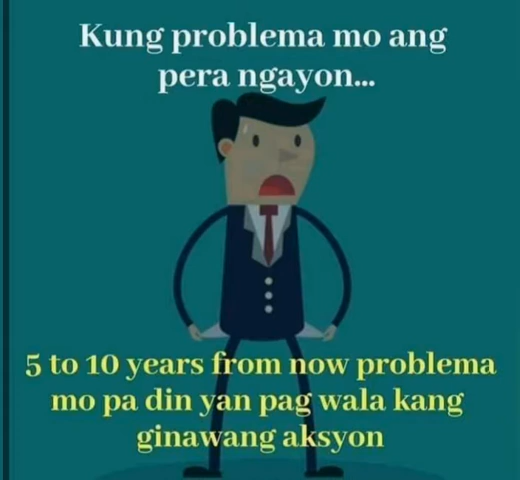 Kung problema mo ang
pera ngayon...
5 to 10 years from now problema
mo pa din yan pag wala kang
ginawang aksyon